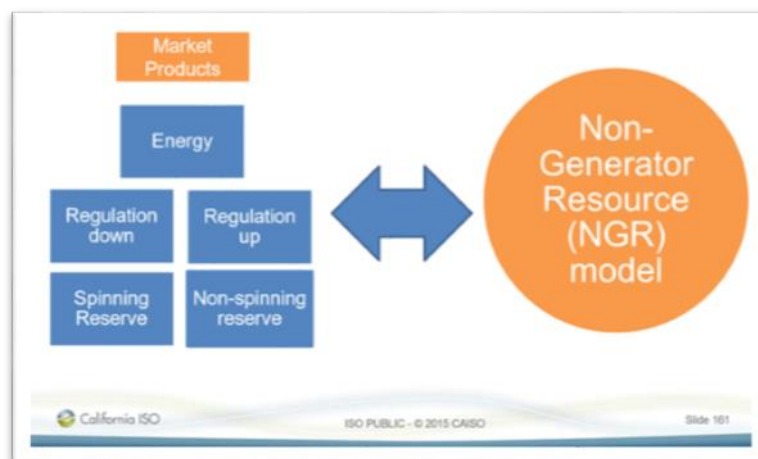 Market
Products
Energy
Regulation
down
Regulation
up
Spinning
Reserve
Non-spinning
reserve
Non-
Generator
Resource
(NGR)
model
California ISO
ISO PUBLIC - © 2015 CAISO
Slide 161